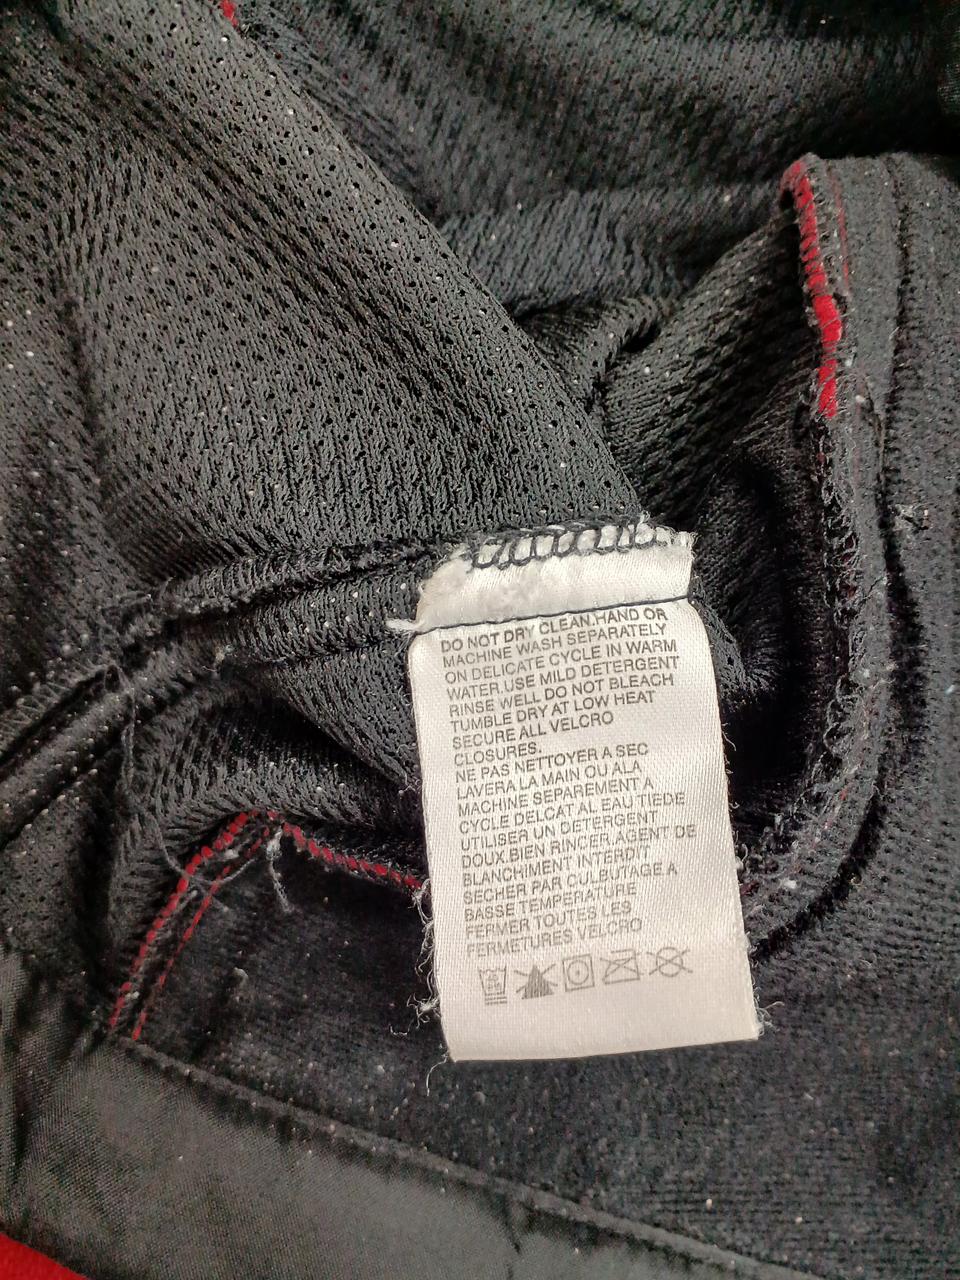 DO NOT DRY CLEAN.HAND OR
MACHINE WASH SEPARATELY
ON DELICATE CYCLE IN WARM
WATER.USE MILD DETERGENT
RINSE WELL.DO NOT BLEACH
TUMBLE DRY AT LOW HEAT
SECURE ALL VELCRO
CLOSURES.
NE PAS NETTOYER A SEC
LAVERA LA MAIN OU ALA
MACHINE SEPAREMENT A
CYCLE DELCAT AL EAU TIEDE
UTILISER UN DETERGENT
DOUX.BIEN RINCER.AGENT DE
BLANCHIMENT INTERDIT
SECHER PAR CULBUTAGE A
BASSE TEMPERATURE
FERMER TOUTES LES
FERMETURES VELCRO